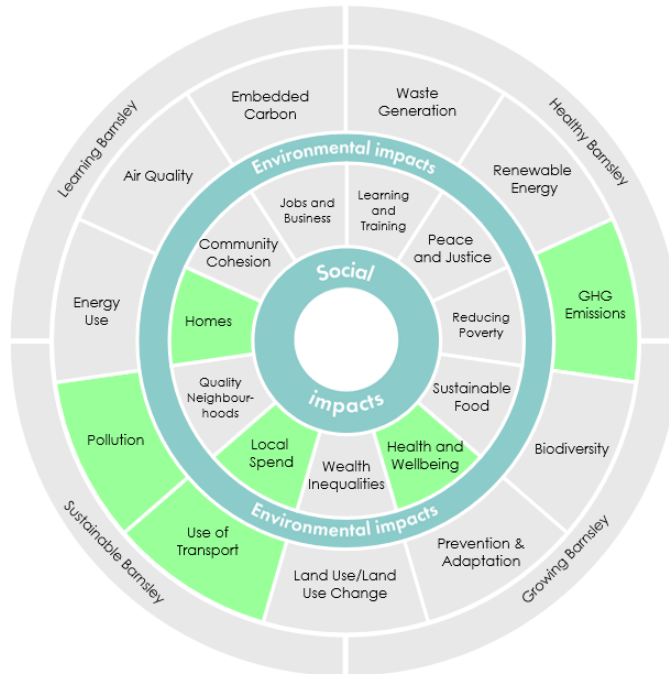 Learning Barnsley
Healthy Barnsley
Sustainable Barnsley
Growing Barnsley
Embedded
Carbon
Waste
Generation
Renewable
Energy
GHG
Emissions
Biodiversity
Prevention &
Adaptation
Land Use/Land
Use Change
Use of
Transport
Pollution
Energy
Use
Air Quality
Environmental impacts
Environmental impacts
Jobs and
Business
Learning
and
Training
Peace
and Justice
Reducing
Poverty
Sustainable
Food
Health and
Wellbeing
Wealth
Inequalities
Local
Spend
Quality
Neighbour-
hoods
Homes
Community
Cohesion
Social
impacts